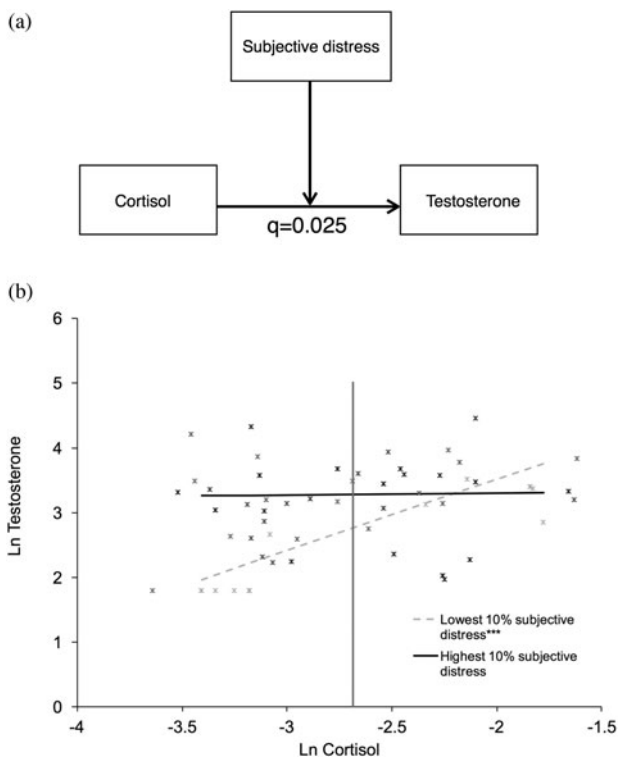 (a)
Subjective distress
Cortisol
Testosterone
q=0.025
(b)
6
5
4
3
2
1
0
Ln Testosterone
Lowest 10% subjective
distress***
Highest 10% subjective
distress
-4
-3.5
-3
-2.5
-2
-1.5
Ln Cortisol